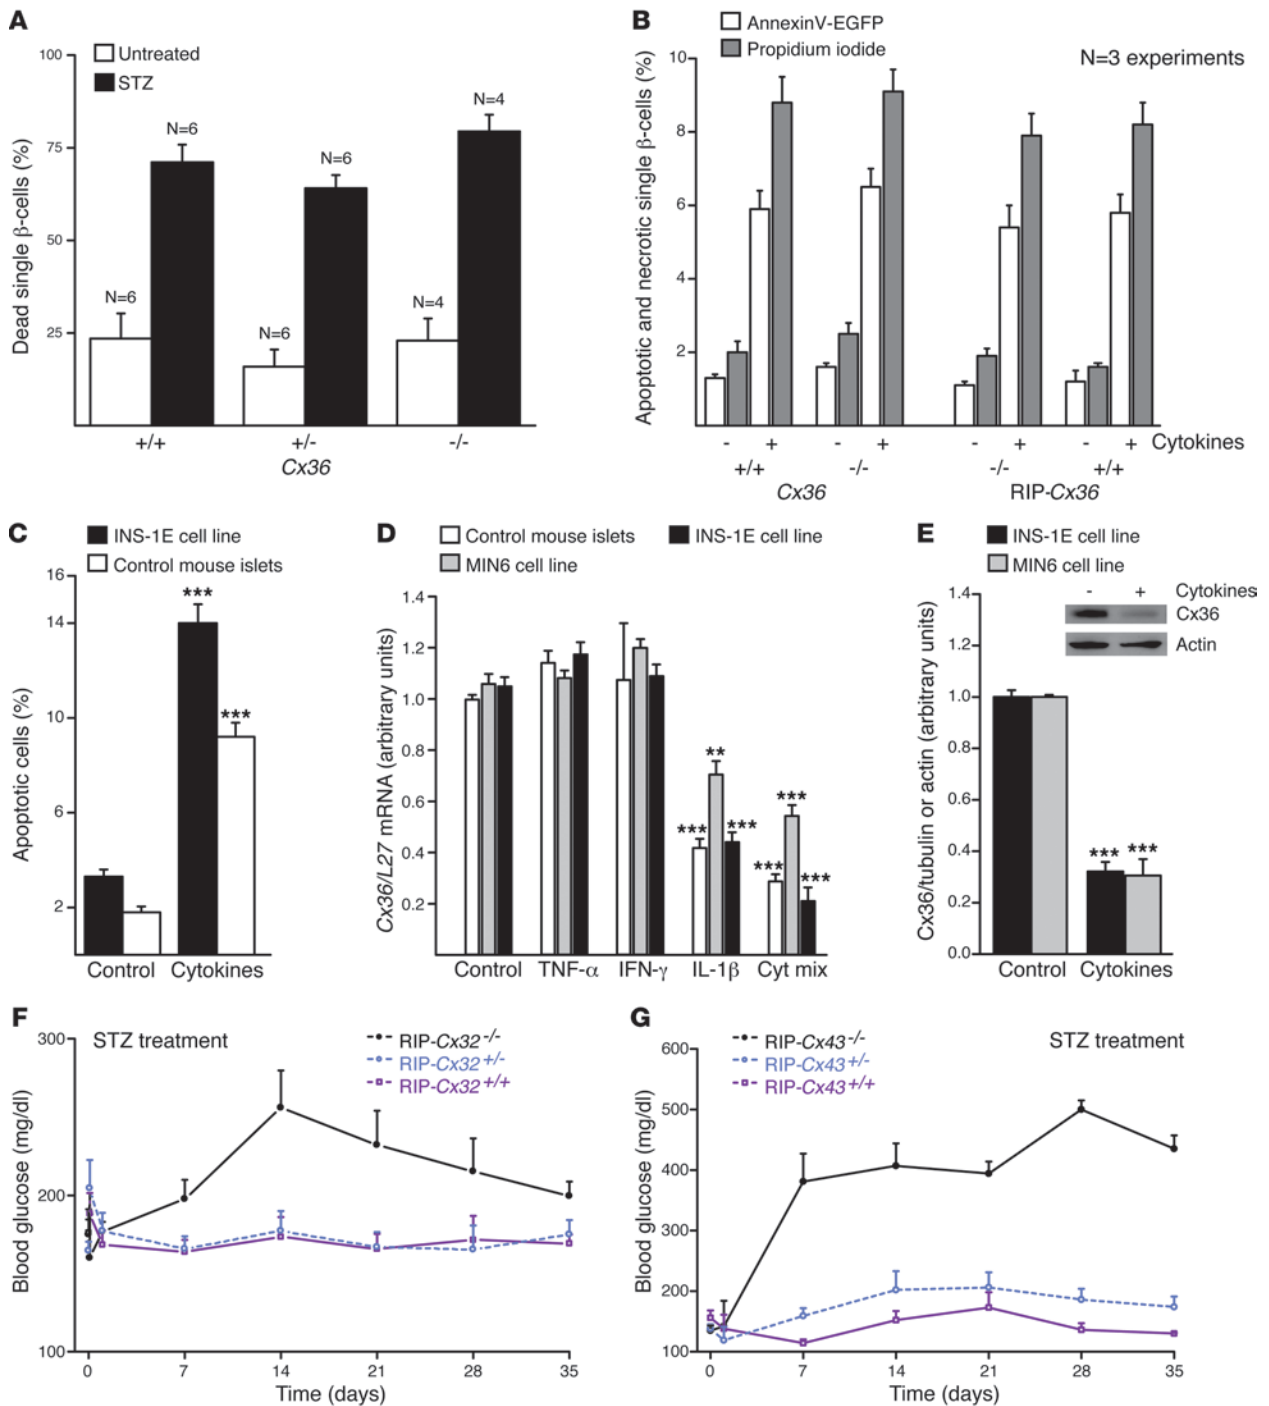 A
Untreated
STZ
100
75
50
25
Dead single β-cells (%)
N=6
N=6
N=6
N=6
N=4
N=4
+/+ +/- -/-
Cx36
B
AnnexinV-EGFP
Propidium iodide
N=3 experiments
10
8
6
4
2
Apoptotic and necrotic single β-cells (%)
- + - + - + - + Cytokines
+/+ -/- -/- +/+
Cx36 RIP-Cx36
C
INS-1E cell line
Control mouse islets
16
14
10
6
2
Apoptotic cells (%)
***
***
Control Cytokines
D
Control mouse islets
INS-1E cell line
MIN6 cell line
1.4
1.2
1.0
0.8
0.6
0.4
0.2
Cx36/L27 mRNA (arbitrary units)
***
**
***
***
***
***
Control TNF-α IFN-γ IL-1β Cyt mix
E
INS-1E cell line
MIN6 cell line
- + Cytokines
Cx36
Actin
1.4
1.2
1.0
0.8
0.6
0.4
0.2
0.0
Cx36/tubulin or actin (arbitrary units)
*** ***
Control Cytokines
F
STZ treatment
RIP-Cx32-/-
RIP-Cx32+/-
RIP-Cx32+/+
300
200
100
Blood glucose (mg/dl)
0 7 14 21 28 35
Time (days)
G
RIP-Cx43-/-
STZ treatment
RIP-Cx43+/-
RIP-Cx43+/+
600
500
400
300
200
100
Blood glucose (mg/dl)
0 7 14 21 28 35
Time (days)